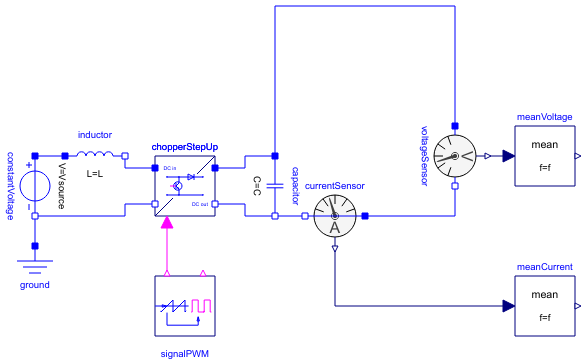 meanVoltage
mean
f=f
voltageSensor
inductor
L=L
chopperStepUp
DC in
DC out
constantVoltage
V=Vsource
C=C
capacitor
currentSensor
A
ground
signalPWM
meanCurrent
mean
f=f